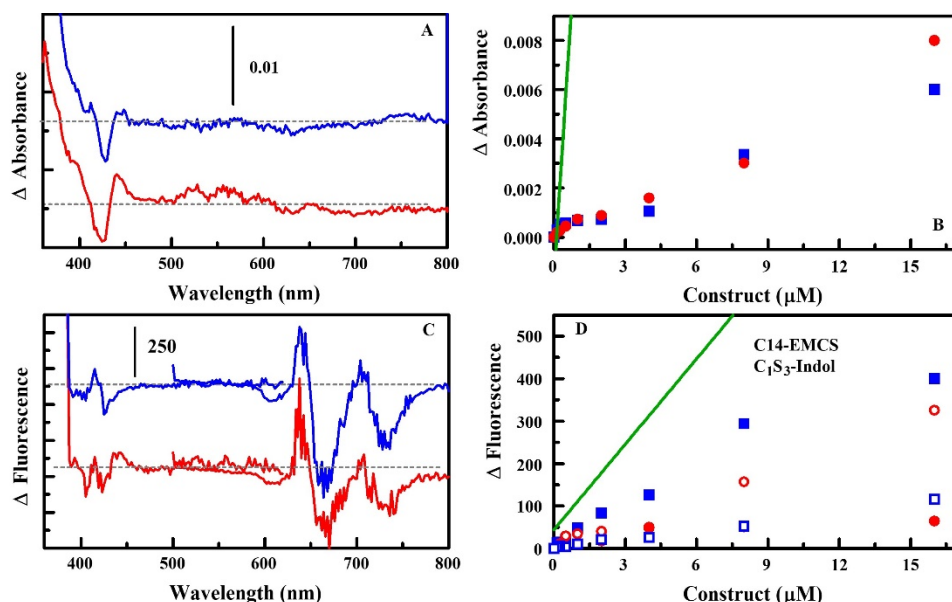 A
0.01
Δ Absorbance
400 500 600 700 800
Wavelength (nm)
0.008
0.006
0.004
0.002
0.000
Δ Absorbance
B
0 3 6 9 12 15
Construct (μM)
C
250
Δ Fluorescence
400 500 600 700 800
Wavelength (nm)
D
C14-EMCS
C₁S₃-Indol
500
400
300
200
100
0
Δ Fluorescence
0 3 6 9 12 15
Construct (μM)